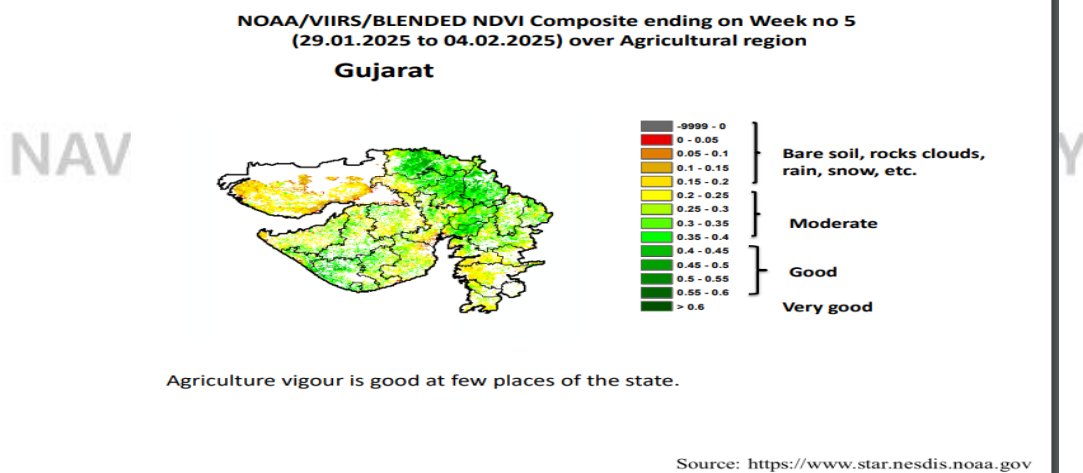 NOAA/VIIRS/BLENDED NDVI Composite ending on Week no 5
(29.01.2025 to 04.02.2025) over Agricultural region
Gujarat
NAV
Y
-9999 - 0
0 - 0.05
0.05 - 0.1
0.1 - 0.15
0.15 - 0.2
0.2 - 0.25
0.25 - 0.3
0.3 - 0.35
0.35 - 0.4
0.4 - 0.45
0.45 - 0.5
0.5 - 0.55
0.55 - 0.6
> 0.6
Bare soil, rocks clouds,
rain, snow, etc.
Moderate
Good
Very good
Agriculture vigour is good at few places of the state.
Source: https://www.star.nesdis.noaa.gov